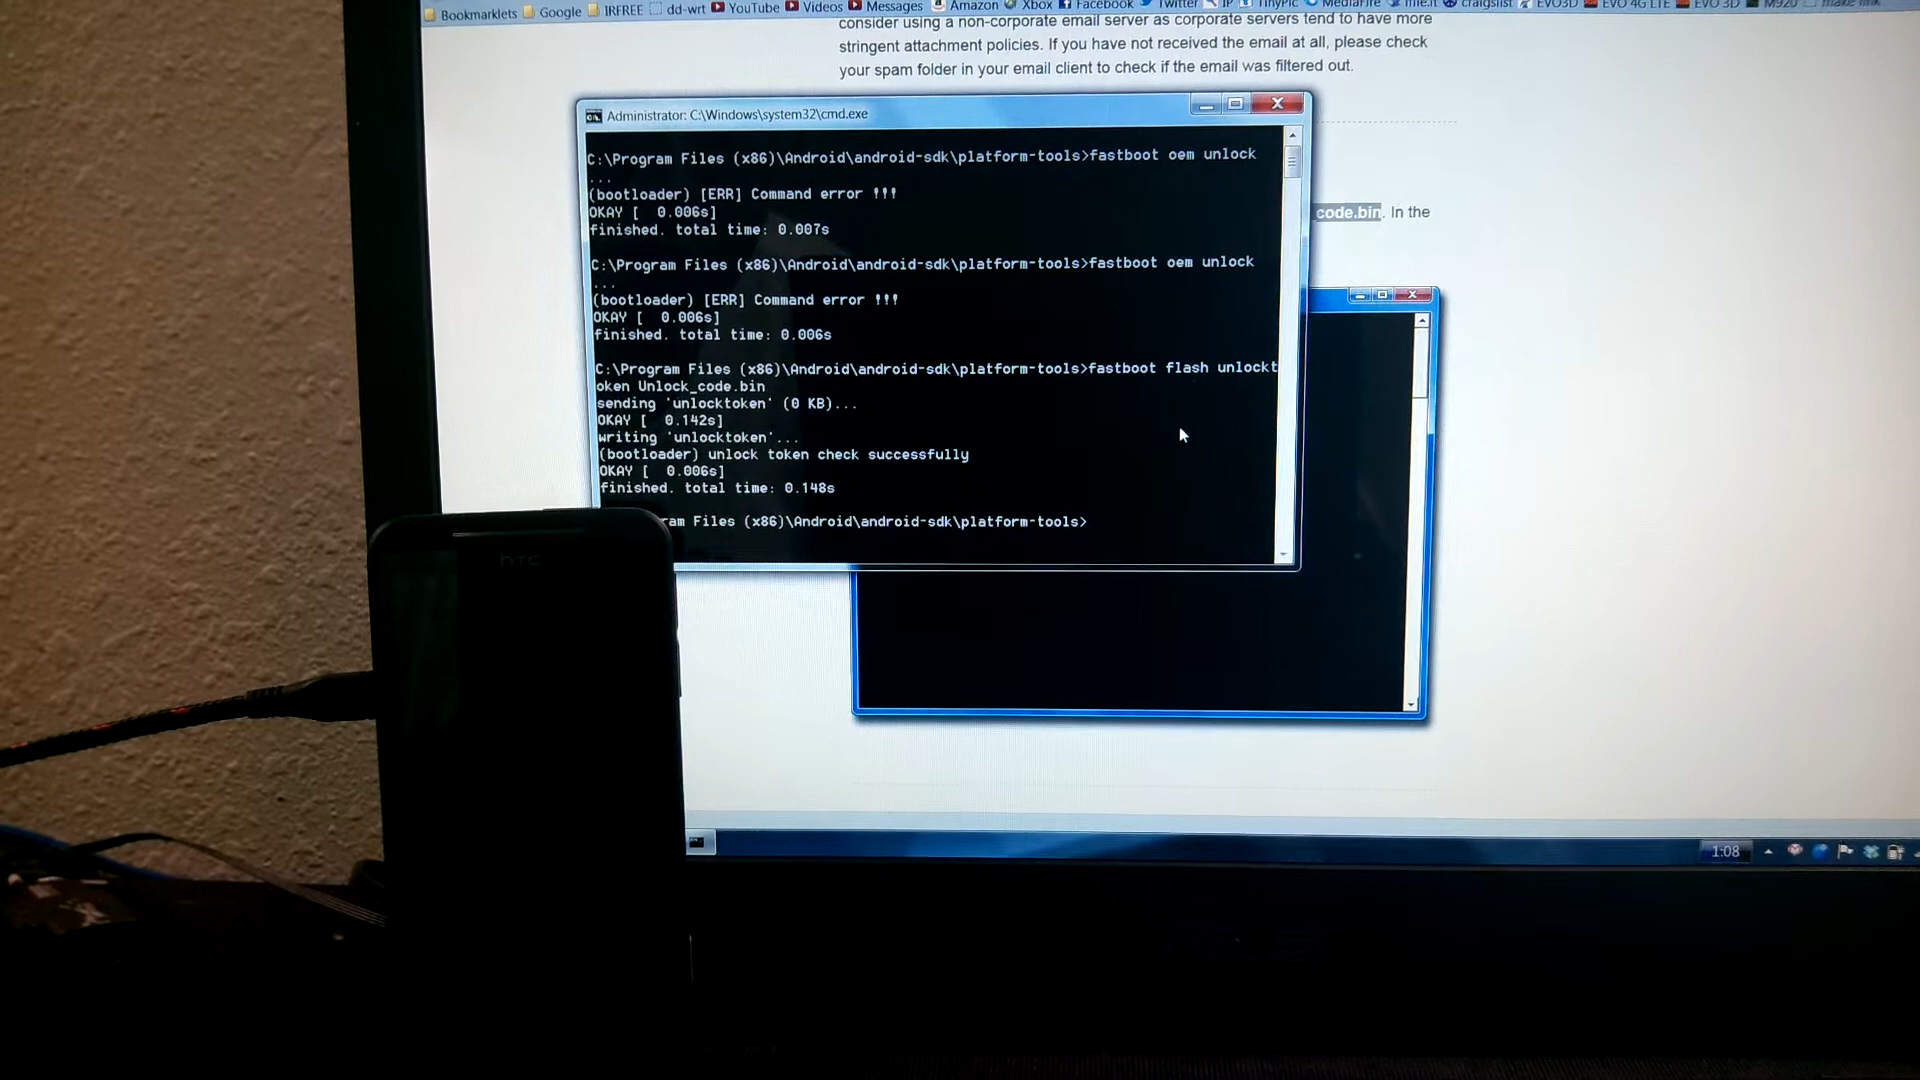 Bookmarklets Google IRFREE dd-wrt YouTube Videos Messages Amazon Xbox Facebook Twitter IP TinyPic MediaFire mfe.it craigslist EVO3D EVO 4G LTE EVO 3D M920 make link
consider using a non-corporate email server as corporate servers tend to have more
stringent attachment policies. If you have not received the email at all, please check
your spam folder in your email client to check if the email was filtered out.
Administrator: C:\Windows\system32\cmd.exe
C:\Program Files (x86)\Android\android-sdk\platform-tools>fastboot oem unlock
...
(bootloader) [ERR] Command error !!!
OKAY [  0.006s]
finished. total time: 0.007s
code.bin. In the
C:\Program Files (x86)\Android\android-sdk\platform-tools>fastboot oem unlock
...
(bootloader) [ERR] Command error !!!
OKAY [  0.006s]
finished. total time: 0.006s
C:\Program Files (x86)\Android\android-sdk\platform-tools>fastboot flash unlockt
oken Unlock_code.bin
sending 'unlocktoken' (0 KB)...
OKAY [  0.142s]
writing 'unlocktoken'...
(bootloader) unlock token check successfully
OKAY [  0.006s]
finished. total time: 0.148s
ram Files (x86)\Android\android-sdk\platform-tools>
hTC
1:08